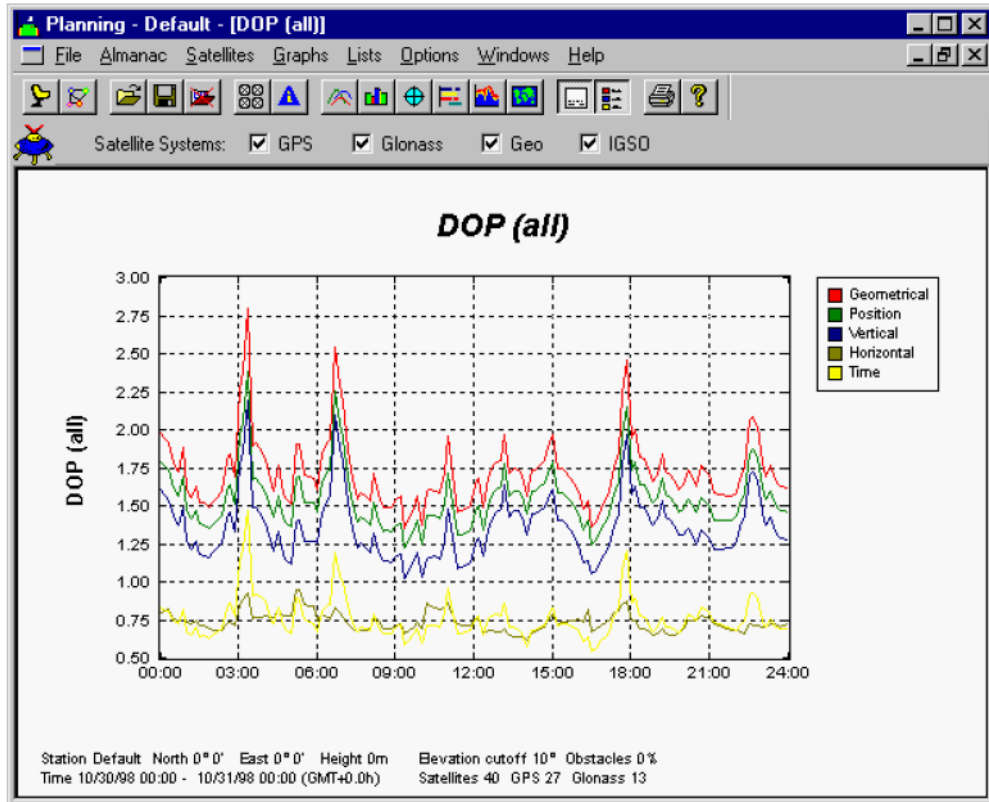 Planning - Default - [DOP (all)]
File Almanac Satellites Graphs Lists Options Windows Help
Satellite Systems: GPS Glonass Geo IGSO
DOP (all)
3.00
2.75
2.50
2.25
2.00
1.75
1.50
1.25
1.00
0.75
0.50
DOP (all)
00:00 03:00 06:00 09:00 12:00 15:00 18:00 21:00 24:00
Geometrical
Position
Vertical
Horizontal
Time
Station Default North 0° 0' East 0° 0' Height 0m Elevation cutoff 10° Obstacles 0%
Time 10/30/98 00:00 - 10/31/98 00:00 (GMT+0.0h) Satellites 40 GPS 27 Glonass 13